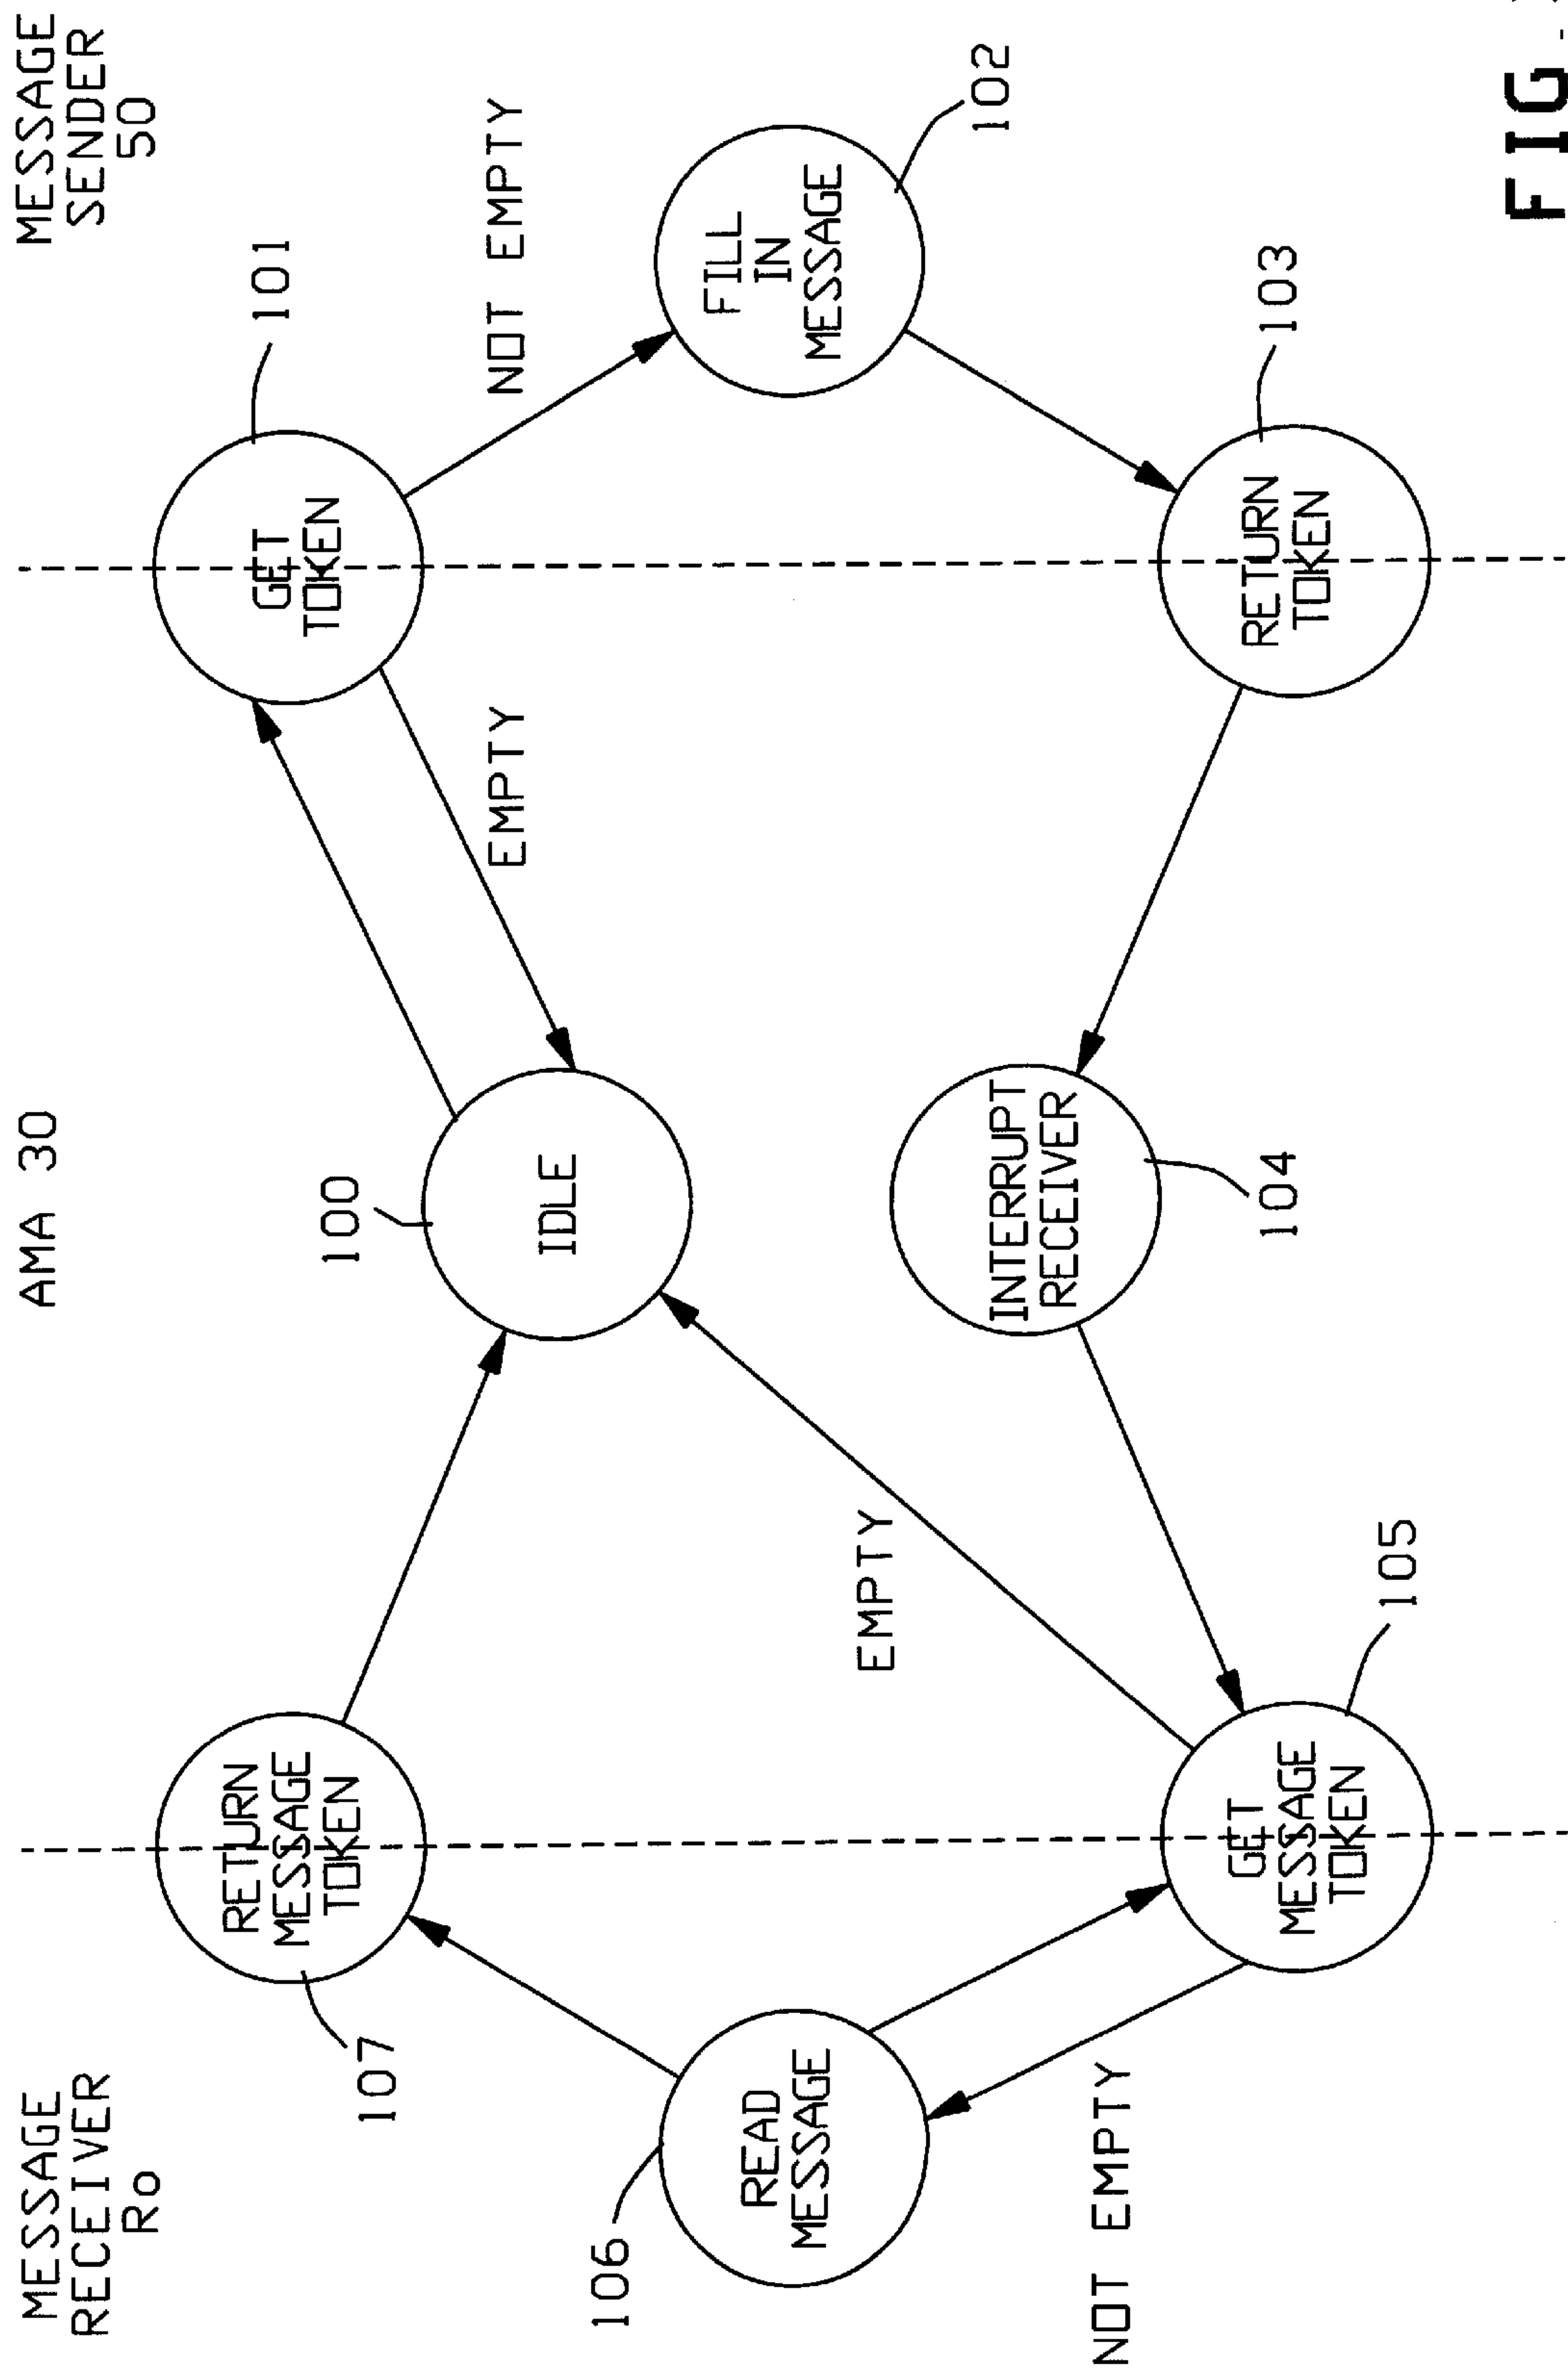 MESSAGE
RECEIVER
Ro
AMA 30
MESSAGE
SENDER
50
107
RETURN
MESSAGE
TOKEN
100
IDLE
GET
TOKEN
101
EMPTY
NOT EMPTY
106
READ
MESSAGE
EMPTY
FILL
IN
MESSAGE
102
NOT EMPTY
GET
MESSAGE
TOKEN
105
INTERRUPT
RECEIVER
104
RETURN
TOKEN
103
FIG.